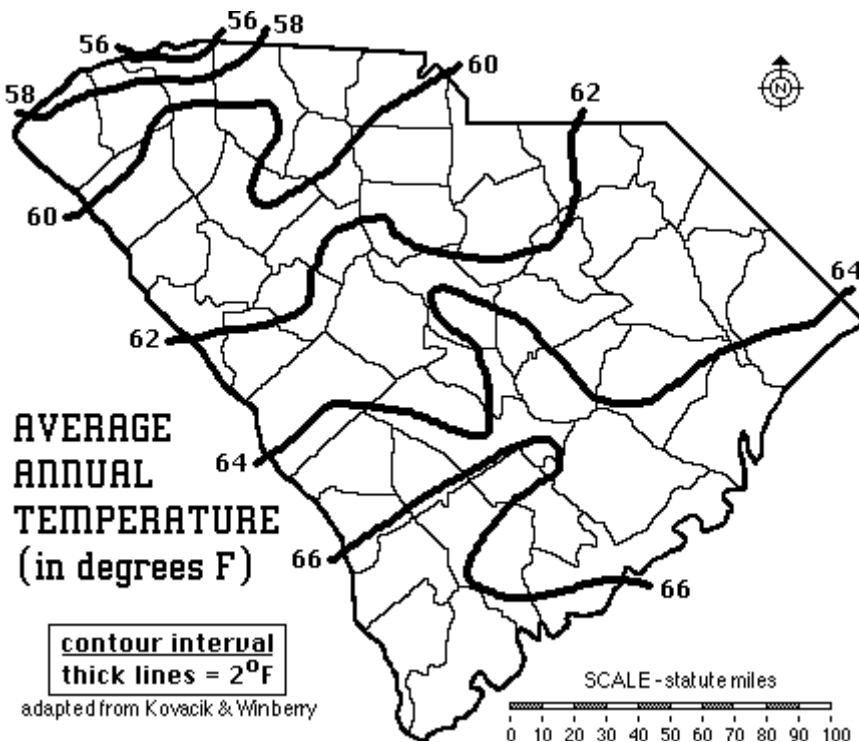 56
56
58
60
62
58
N
60
64
62
AVERAGE
ANNUAL
TEMPERATURE
(in degrees F)
64
66
66
contour interval
thick lines = 2ºF
adapted from Kovacik & Winberry
SCALE - statute miles
0 10 20 30 40 50 60 70 80 90 100